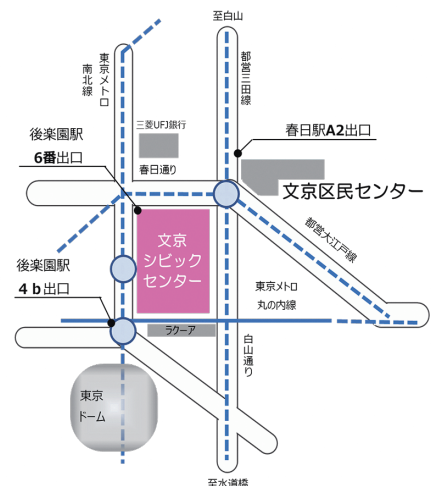 至白山
東京メトロ
南北線
都営三田線
三菱UFJ銀行
春日駅A2出口
後楽園駅
6番出口
春日通り
文京区民センター
文京
シビック
センター
都営大江戸線
後楽園駅
4b出口
東京メトロ
丸の内線
ラクーア
白山通り
東京
ドーム
至水道橋